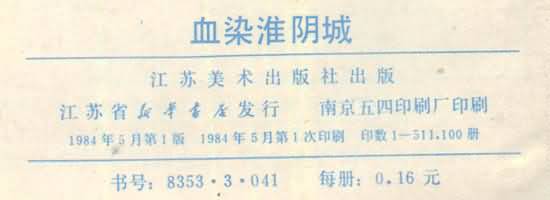 血染淮阴城
江苏美术出版社出版
江苏省新华书店发行 南京五四印刷厂印刷
1984年5月第1版 1984年5月第1次印刷 印数1—511.100册
书号：8353·3·041 每册：0.16元